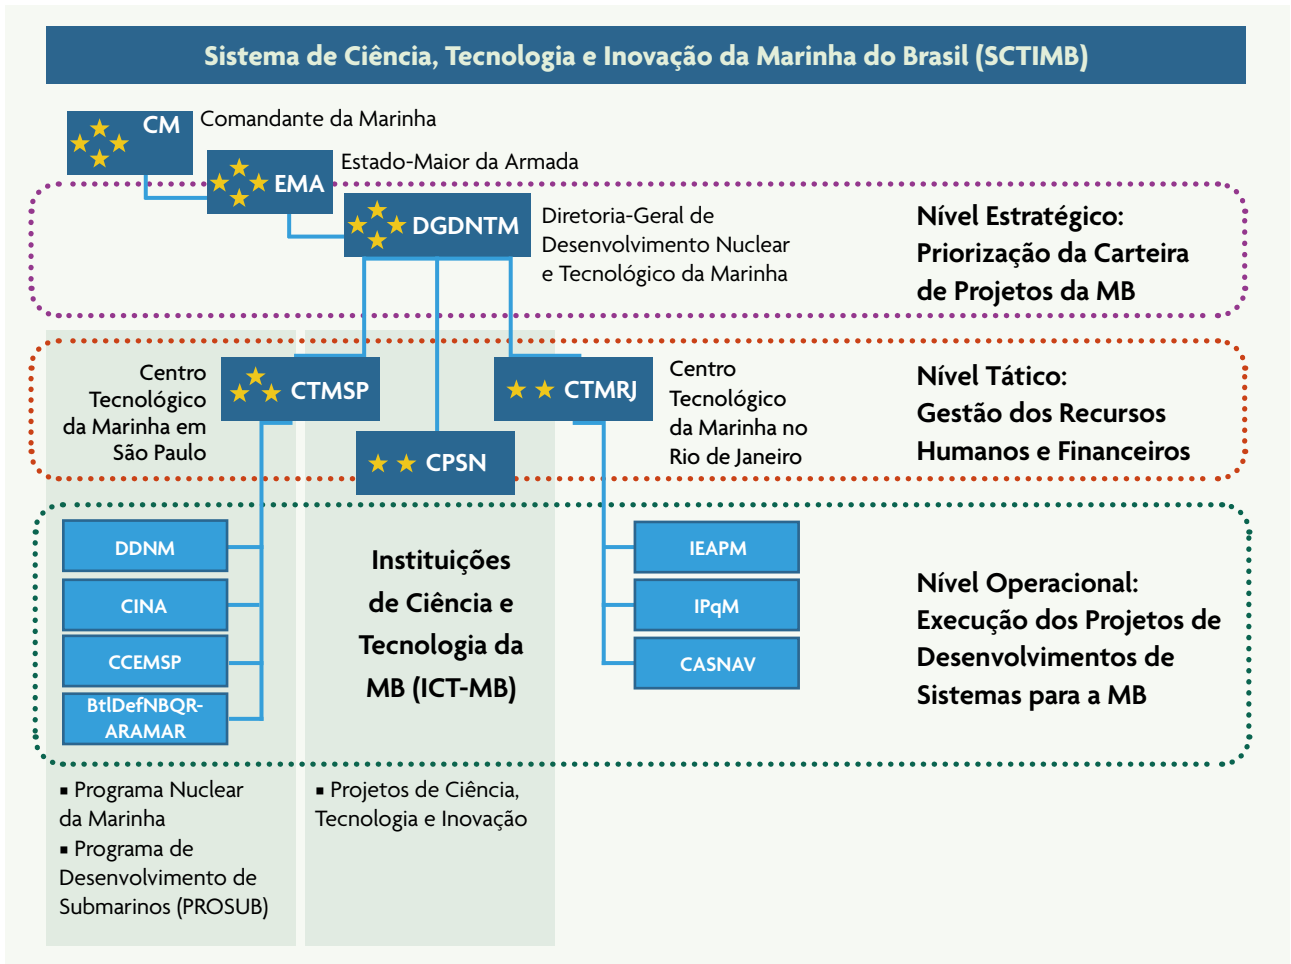 Sistema de Ciência, Tecnologia e Inovação da Marinha do Brasil (SCTIMB)
CM
Comandante da Marinha
EMA
Estado-Maior da Armada
DGDNTM
Diretoria-Geral de
Desenvolvimento Nuclear
e Tecnológico da Marinha
Nível Estratégico:
Priorização da Carteira
de Projetos da MB
Centro
Tecnológico
da Marinha em
São Paulo
CTMSP
CPSN
CTMRJ
Centro
Tecnológico
da Marinha no
Rio de Janeiro
Nível Tático:
Gestão dos Recursos
Humanos e Financeiros
DDNM
CINA
CCEMSP
BtlDefNBQR-
ARAMAR
Instituições
de Ciência e
Tecnologia da
MB (ICT-MB)
IEAPM
IPqM
CASNAV
Nível Operacional:
Execução dos Projetos de
Desenvolvimentos de
Sistemas para a MB
▪ Programa Nuclear
da Marinha
▪ Programa de
Desenvolvimento de
Submarinos (PROSUB)
▪ Projetos de Ciência,
Tecnologia e Inovação